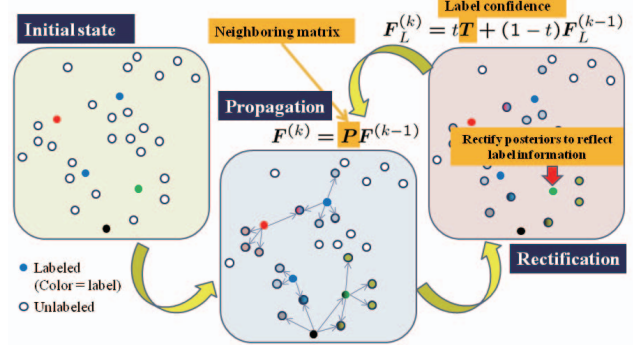 Initial state
Neighboring matrix
Label confidence
F_L^{(k)} = tT + (1 − t)F_L^{(k−1)}
Propagation
F^{(k)} = PF^{(k−1)}
Rectify posteriors to reflect
label information
Rectification
Labeled
(Color = label)
Unlabeled